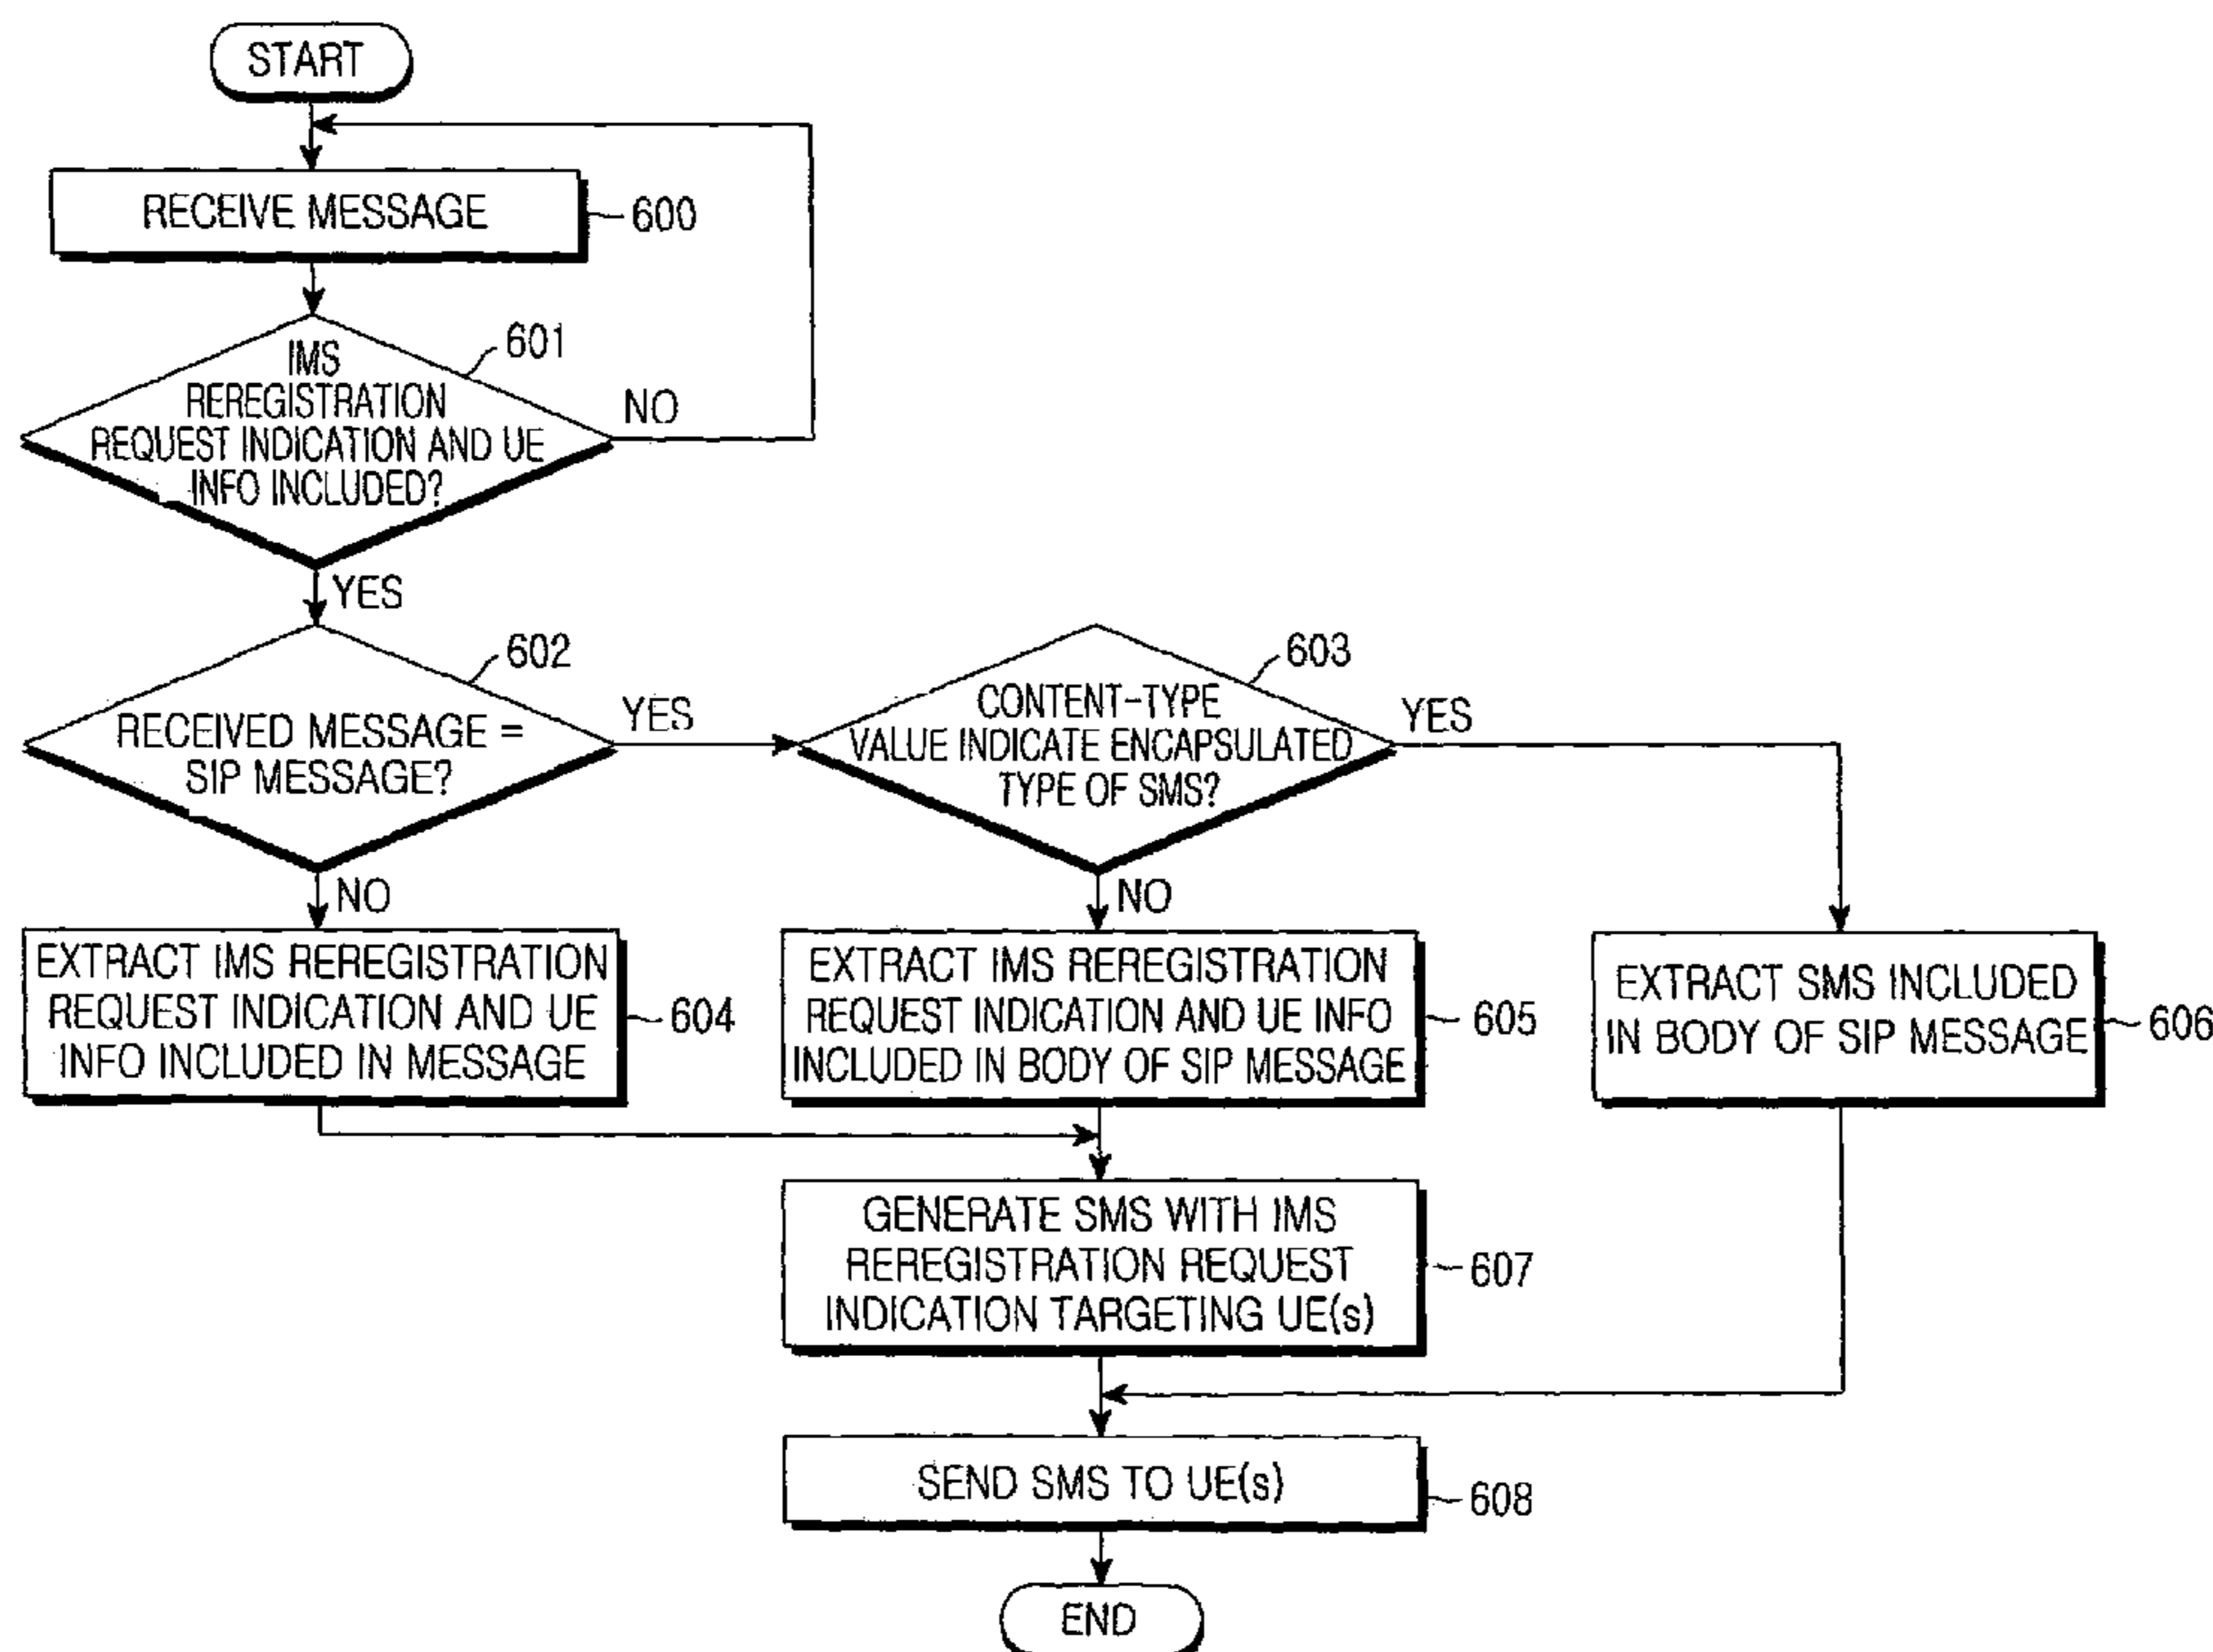 START
RECEIVE MESSAGE
600
IMS
REREGISTRATION
REQUEST INDICATION AND UE
INFO INCLUDED?
601
NO
YES
RECEIVED MESSAGE =
SIP MESSAGE?
602
YES
NO
CONTENT-TYPE
VALUE INDICATE ENCAPSULATED
TYPE OF SMS?
603
YES
NO
EXTRACT IMS REREGISTRATION
REQUEST INDICATION AND UE
INFO INCLUDED IN MESSAGE
604
EXTRACT IMS REREGISTRATION
REQUEST INDICATION AND UE INFO
INCLUDED IN BODY OF SIP MESSAGE
605
EXTRACT SMS INCLUDED
IN BODY OF SIP MESSAGE
606
GENERATE SMS WITH IMS
REREGISTRATION REQUEST
INDICATION TARGETING UE(s)
607
SEND SMS TO UE(s)
608
END